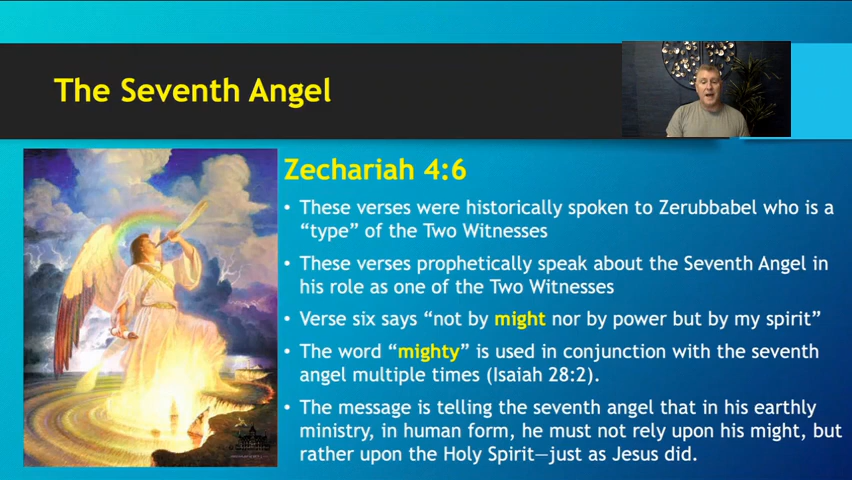 The Seventh Angel
Zechariah 4:6
• These verses were historically spoken to Zerubbabel who is a
“type” of the Two Witnesses
• These verses prophetically speak about the Seventh Angel in
his role as one of the Two Witnesses
• Verse six says “not by might nor by power but by my spirit”
• The word “mighty” is used in conjunction with the seventh
angel multiple times (Isaiah 28:2).
• The message is telling the seventh angel that in his earthly
ministry, in human form, he must not rely upon his might, but
rather upon the Holy Spirit—just as Jesus did.